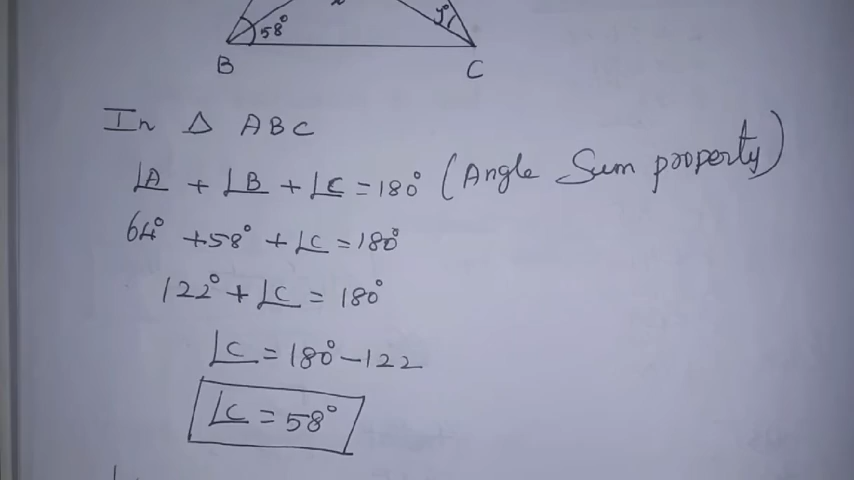 58°
B
C
In Δ ABC
∠A + ∠B + ∠C = 180° (Angle Sum property)
64° + 58° + ∠C = 180°
122° + ∠C = 180°
∠C = 180° - 122
∠C = 58°